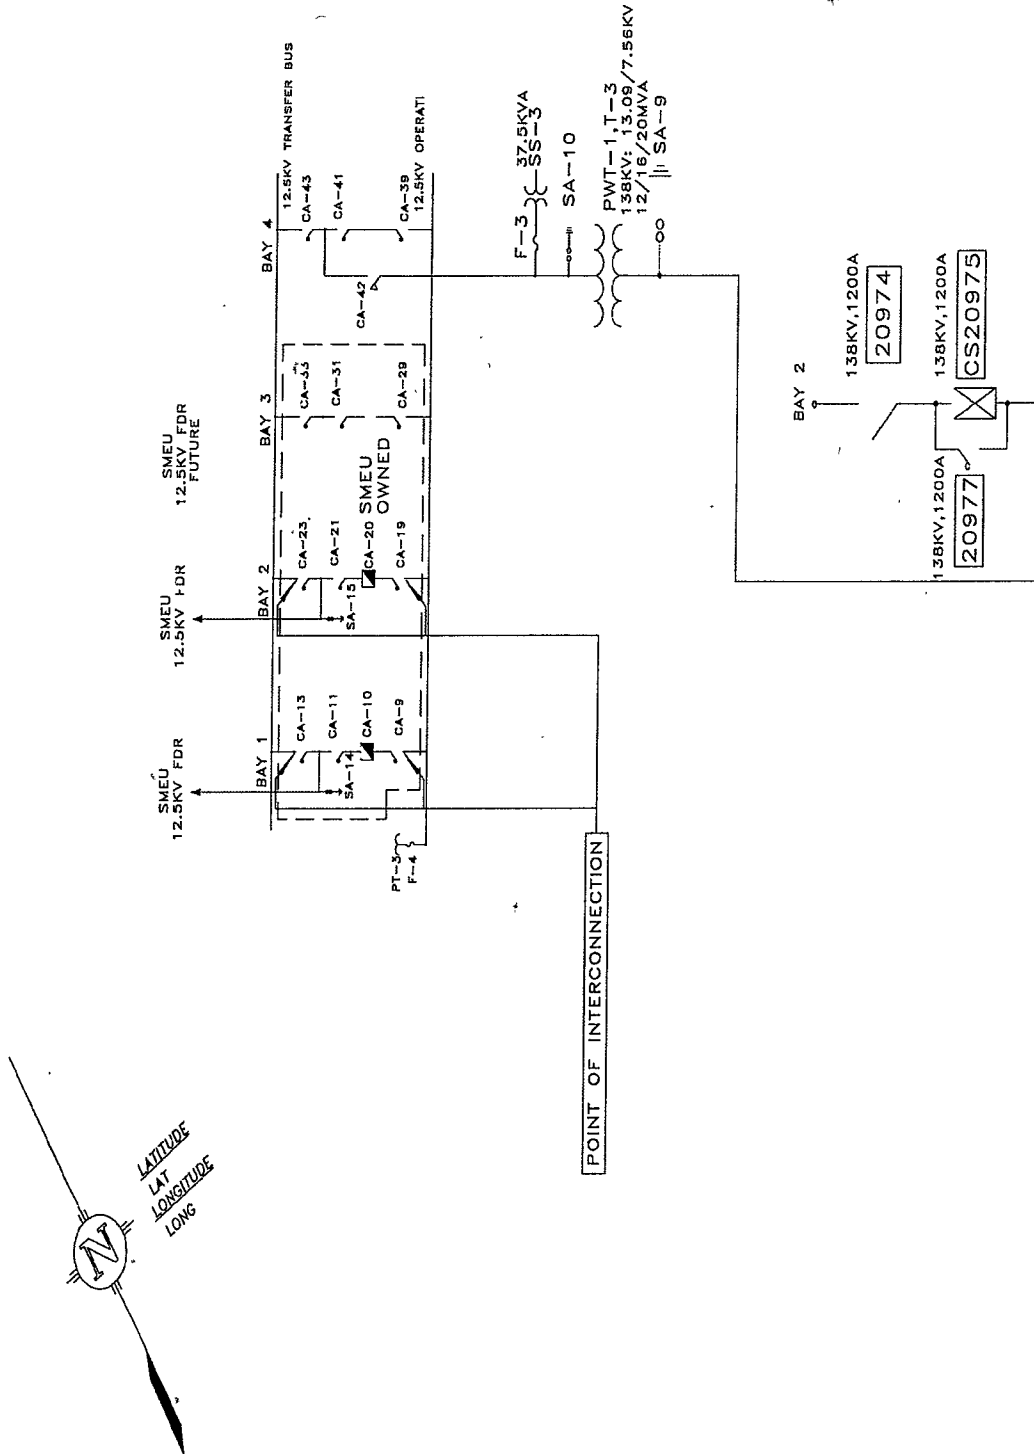 SMEU
12.5KV FDR
SMEU
12.5KV FDR
SMEU
12.5KV FDR
FUTURE
BAY 1
BAY 2
BAY 3
BAY 4
12.5KV TRANSFER BUS
CA-13
CA-11
CA-10
CA-9
SA-14
CA-23
CA-21
CA-20
CA-19
SA-15
SMEU
OWNED
CA-33
CA-31
CA-29
CA-43
CA-41
CA-42
CA-39
12.5KV OPERATI
PT-3
F-4
F-3
37.5KVA
SS-3
SA-10
PWT-1,T-3
138KV: 13.09/7.56KV
12/16/20MVA
SA-9
POINT OF INTERCONNECTION
BAY 2
138KV,1200A
20974
138KV,1200A
CS20975
138KV,1200A
20977
N
LATITUDE
LAT
LONGITUDE
LONG